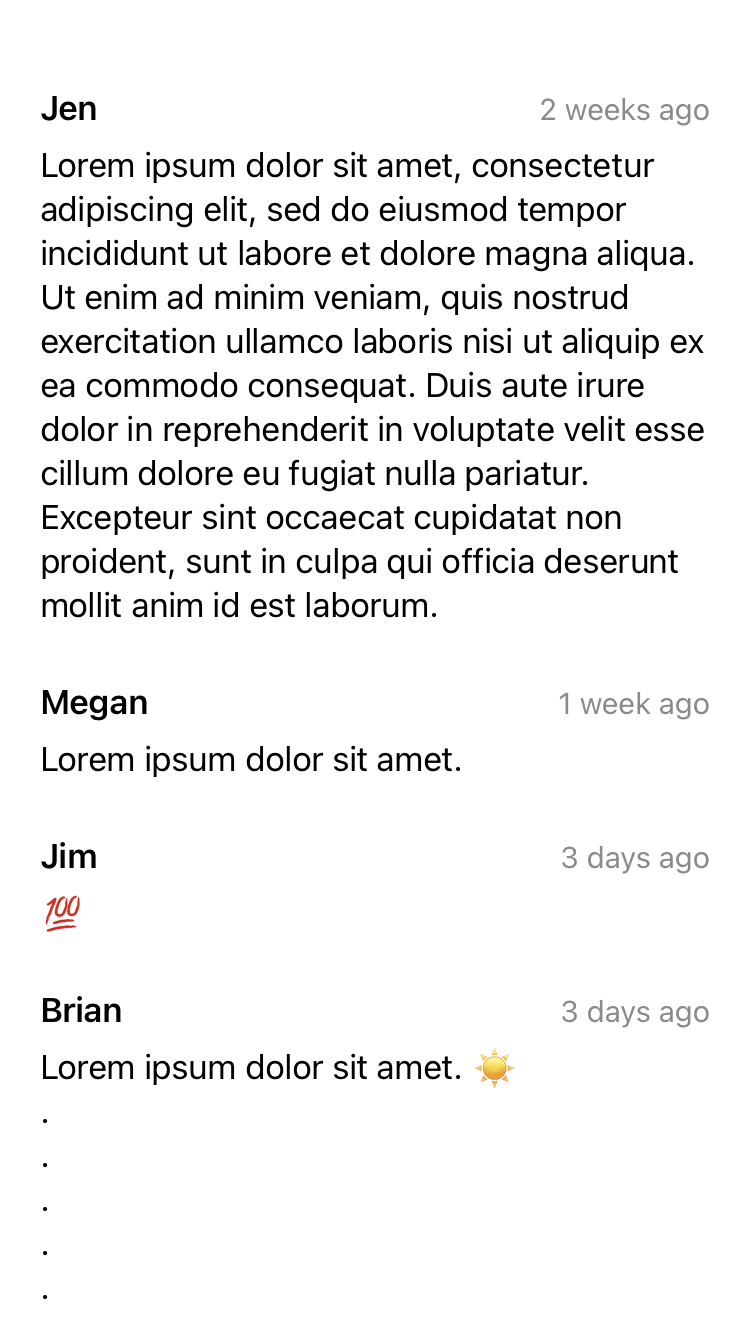 Jen 2 weeks ago
Lorem ipsum dolor sit amet, consectetur
adipiscing elit, sed do eiusmod tempor
incididunt ut labore et dolore magna aliqua.
Ut enim ad minim veniam, quis nostrud
exercitation ullamco laboris nisi ut aliquip ex
ea commodo consequat. Duis aute irure
dolor in reprehenderit in voluptate velit esse
cillum dolore eu fugiat nulla pariatur.
Excepteur sint occaecat cupidatat non
proident, sunt in culpa qui officia deserunt
mollit anim id est laborum.
Megan 1 week ago
Lorem ipsum dolor sit amet.
Jim 3 days ago
💯
Brian 3 days ago
Lorem ipsum dolor sit amet. ☀️
.
.
.
.
.